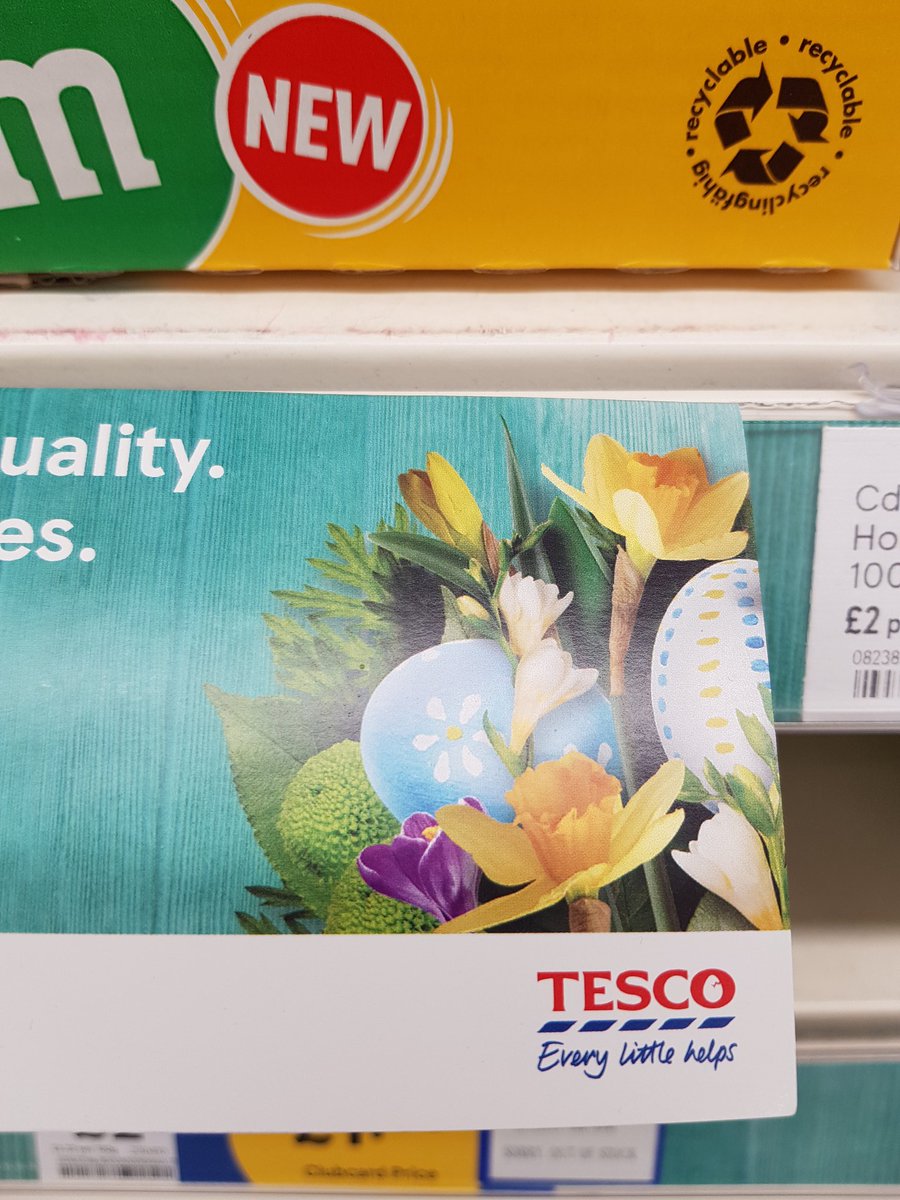 m
NEW
recyclable • recyclable • recyclingfähig •
uality.
es.
Cd
Ho
100
£2 p
08238
TESCO
Every little helps
Clubcard Price